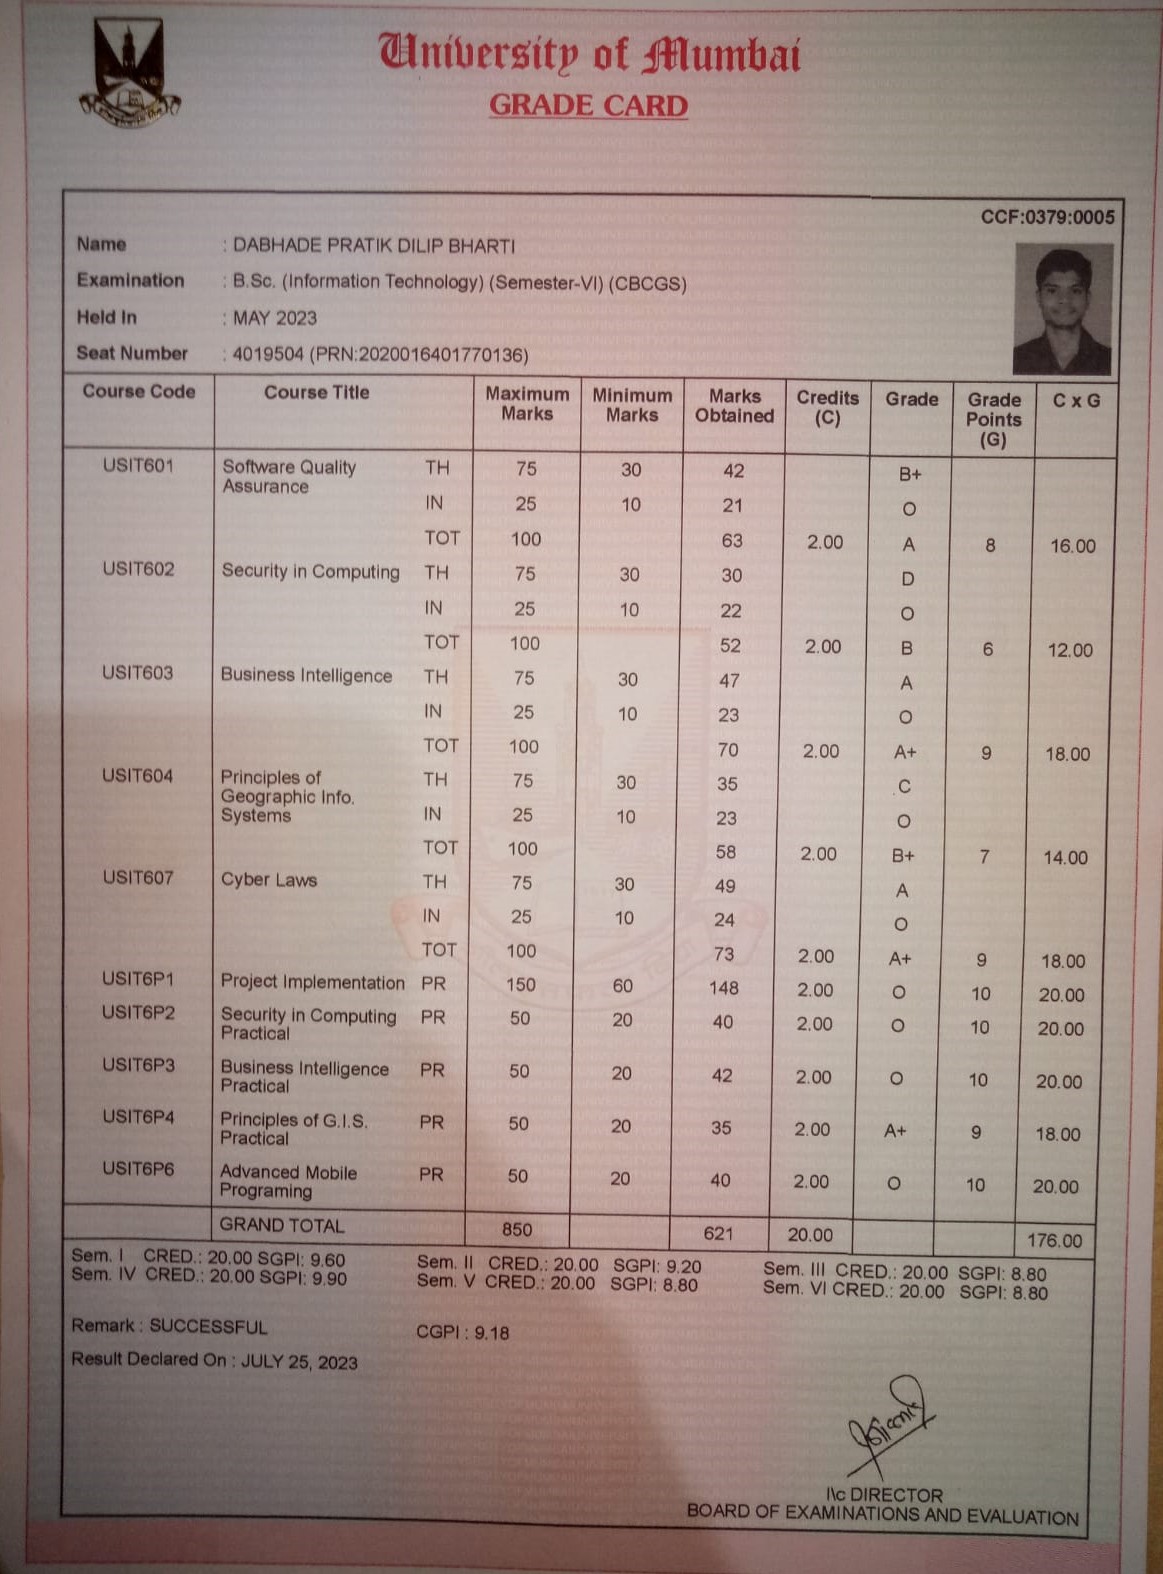 University of Mumbai
GRADE CARD
CCF:0379:0005
Name : DABHADE PRATIK DILIP BHARTI
Examination : B.Sc. (Information Technology) (Semester-VI) (CBCGS)
Held In : MAY 2023
Seat Number : 4019504 (PRN:2020016401770136)
Course Code Course Title Maximum Marks Minimum Marks Marks Obtained Credits (C) Grade Grade Points (G) C x G
USIT601 Software Quality TH 75 30 42 B+
Assurance IN 25 10 21 O
TOT 100 63 2.00 A 8 16.00
USIT602 Security in Computing TH 75 30 30 D
IN 25 10 22 O
TOT 100 52 2.00 B 6 12.00
USIT603 Business Intelligence TH 75 30 47 A
IN 25 10 23 O
TOT 100 70 2.00 A+ 9 18.00
USIT604 Principles of TH 75 30 35 C
Geographic Info.
Systems IN 25 10 23 O
TOT 100 58 2.00 B+ 7 14.00
USIT607 Cyber Laws TH 75 30 49 A
IN 25 10 24 O
TOT 100 73 2.00 A+ 9 18.00
USIT6P1 Project Implementation PR 150 60 148 2.00 O 10 20.00
USIT6P2 Security in Computing PR 50 20 40 2.00 O 10 20.00
Practical
USIT6P3 Business Intelligence PR 50 20 42 2.00 O 10 20.00
Practical
USIT6P4 Principles of G.I.S. PR 50 20 35 2.00 A+ 9 18.00
Practical
USIT6P6 Advanced Mobile PR 50 20 40 2.00 O 10 20.00
Programing
GRAND TOTAL 850 621 20.00 176.00
Sem. I CRED.: 20.00 SGPI: 9.60 Sem. II CRED.: 20.00 SGPI: 9.20 Sem. III CRED.: 20.00 SGPI: 8.80
Sem. IV CRED.: 20.00 SGPI: 9.90 Sem. V CRED.: 20.00 SGPI: 8.80 Sem. VI CRED.: 20.00 SGPI: 8.80
Remark : SUCCESSFUL CGPI : 9.18
Result Declared On : JULY 25, 2023
I\c DIRECTOR
BOARD OF EXAMINATIONS AND EVALUATION